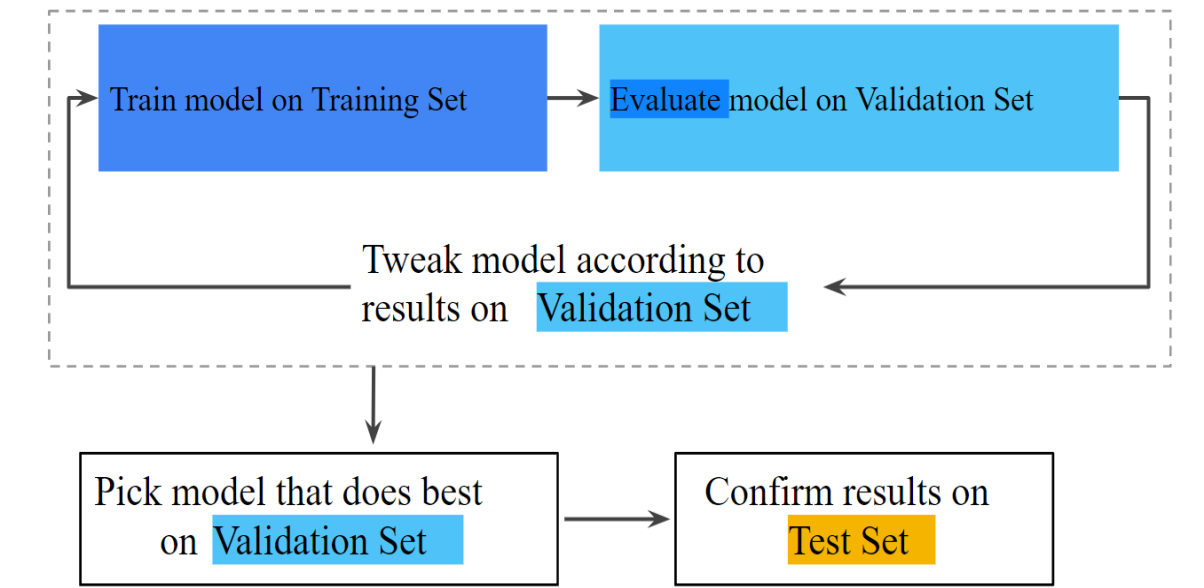 Train model on Training Set
Evaluate model on Validation Set
Tweak model according to
results on Validation Set
Pick model that does best
on Validation Set
Confirm results on
Test Set